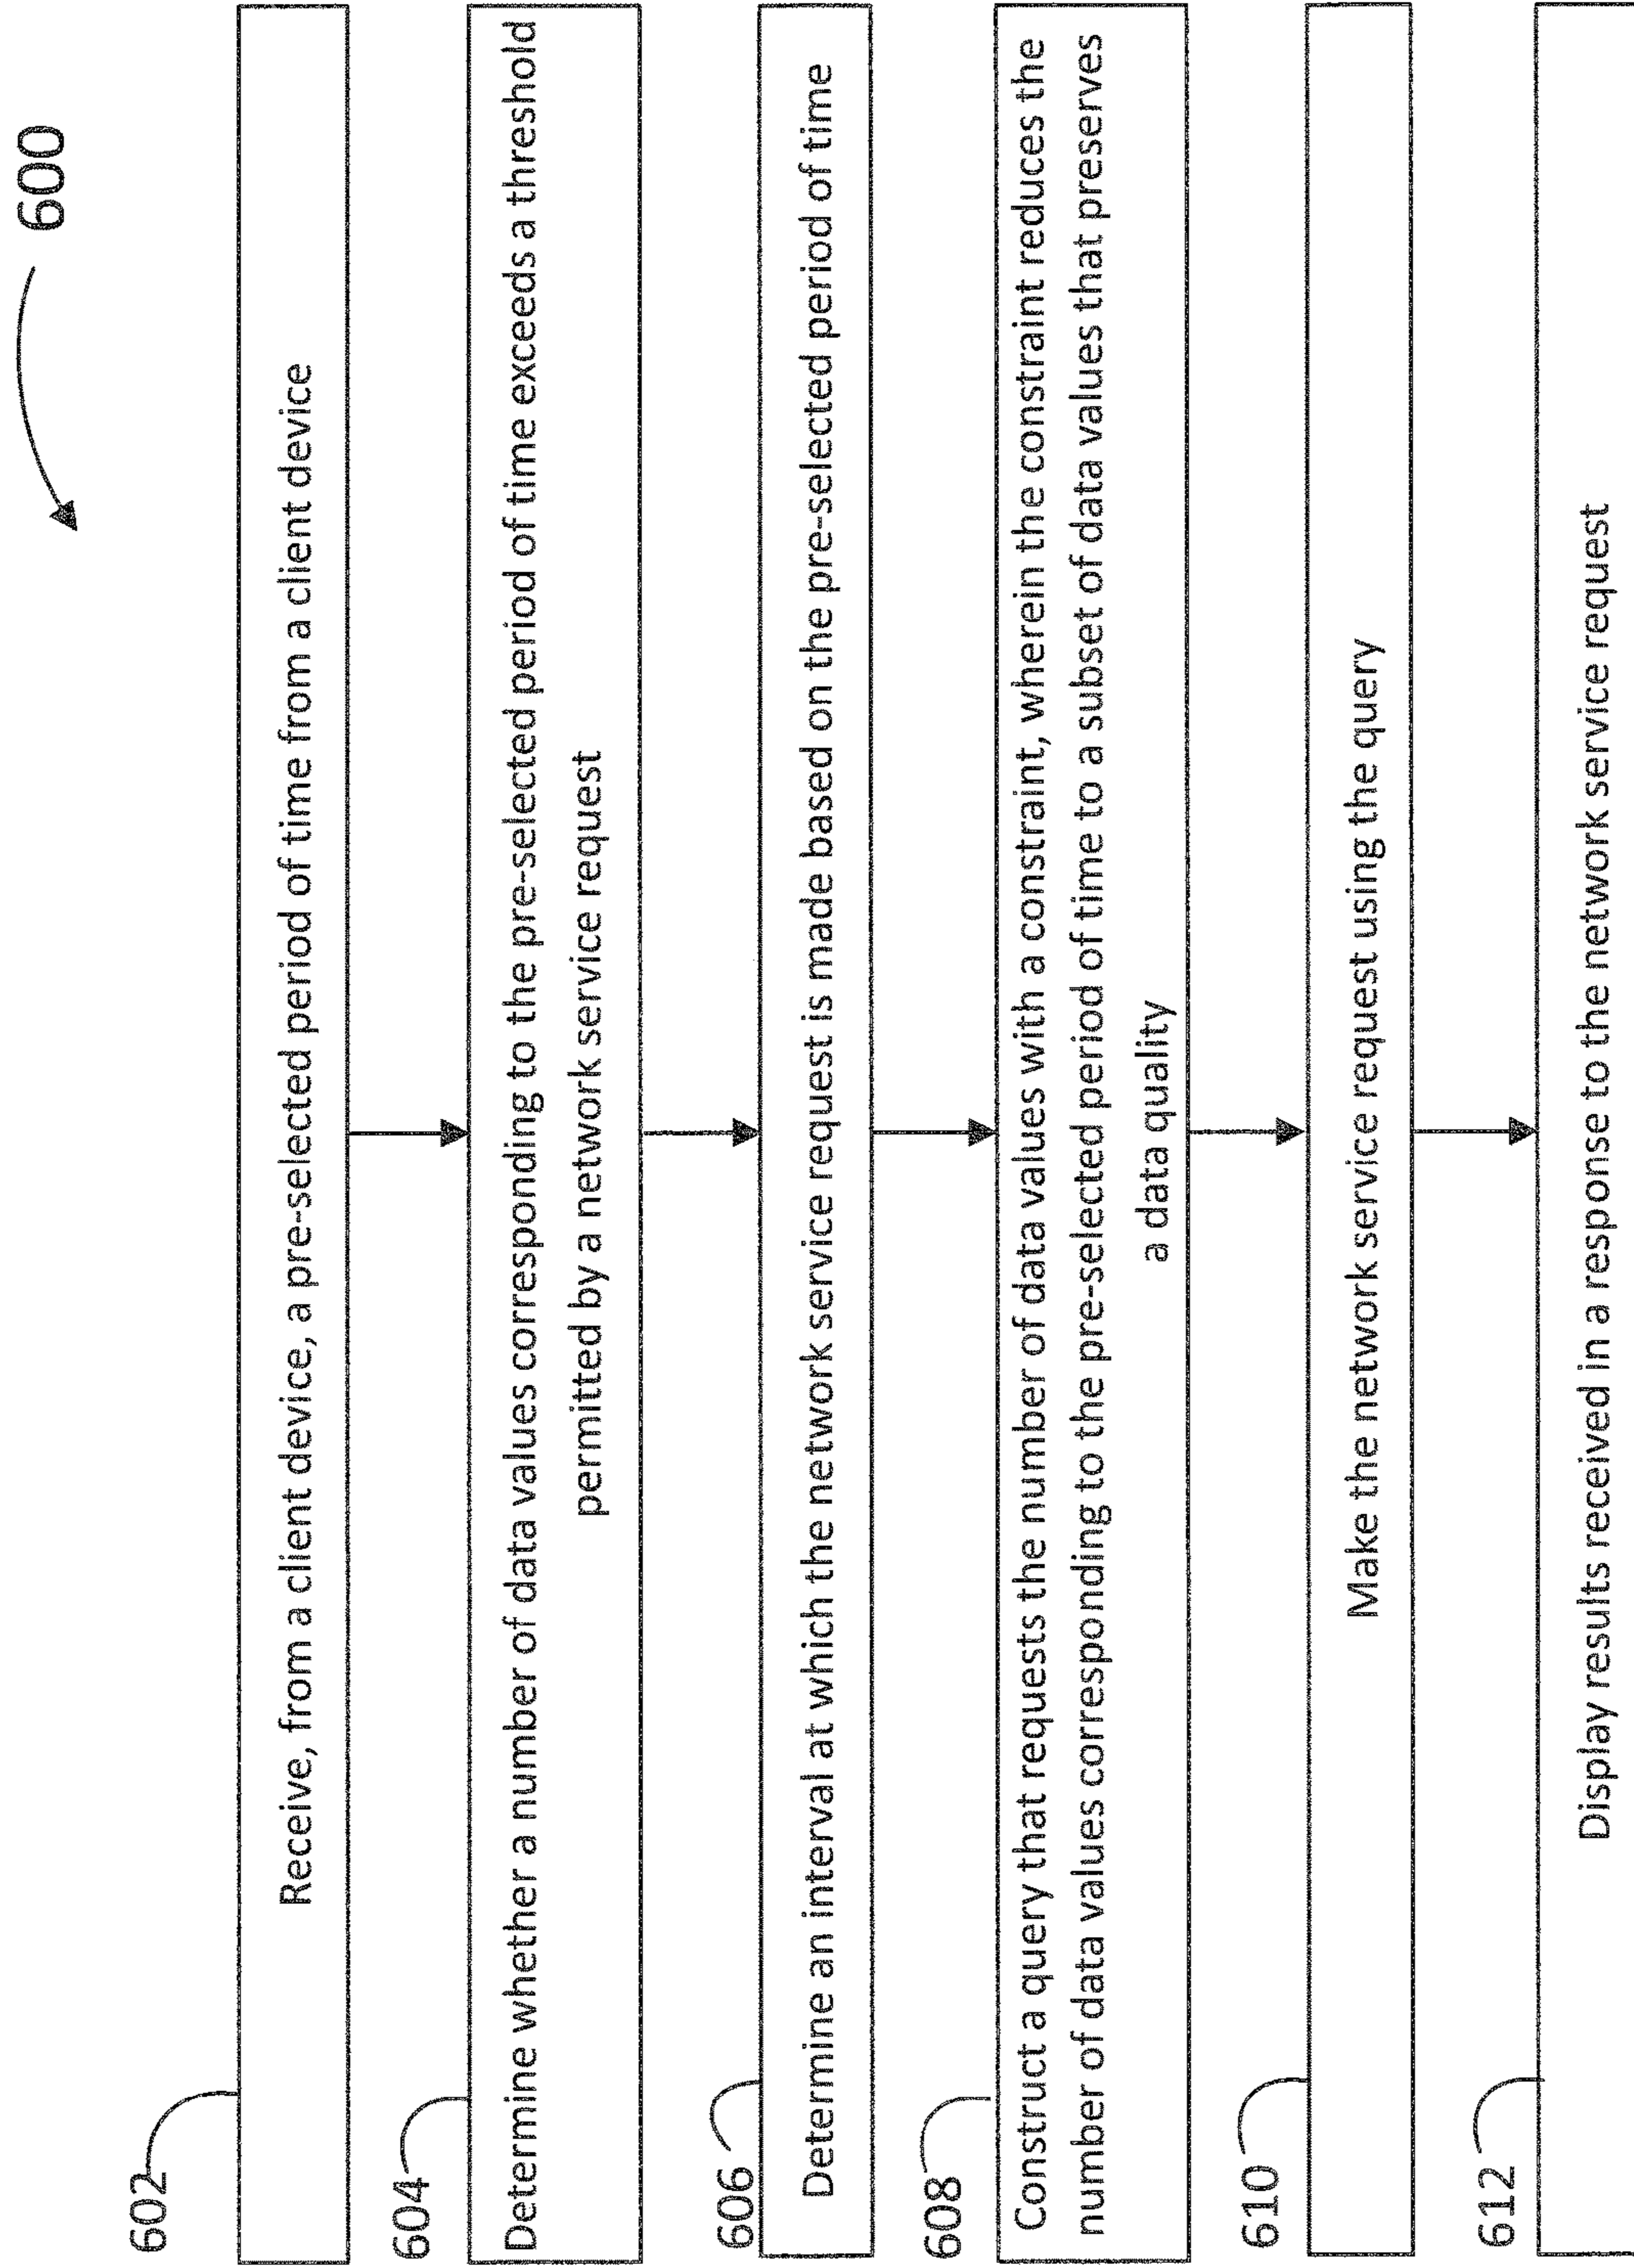 600
602
Receive, from a client device, a pre-selected period of time from a client device
604
Determine whether a number of data values corresponding to the pre-selected period of time exceeds a threshold
permitted by a network service request
606
Determine an interval at which the network service request is made based on the pre-selected period of time
608
Construct a query that requests the number of data values with a constraint, wherein the constraint reduces the
number of data values corresponding to the pre-selected period of time to a subset of data values that preserves
a data quality
610
Make the network service request using the query
612
Display results received in a response to the network service request